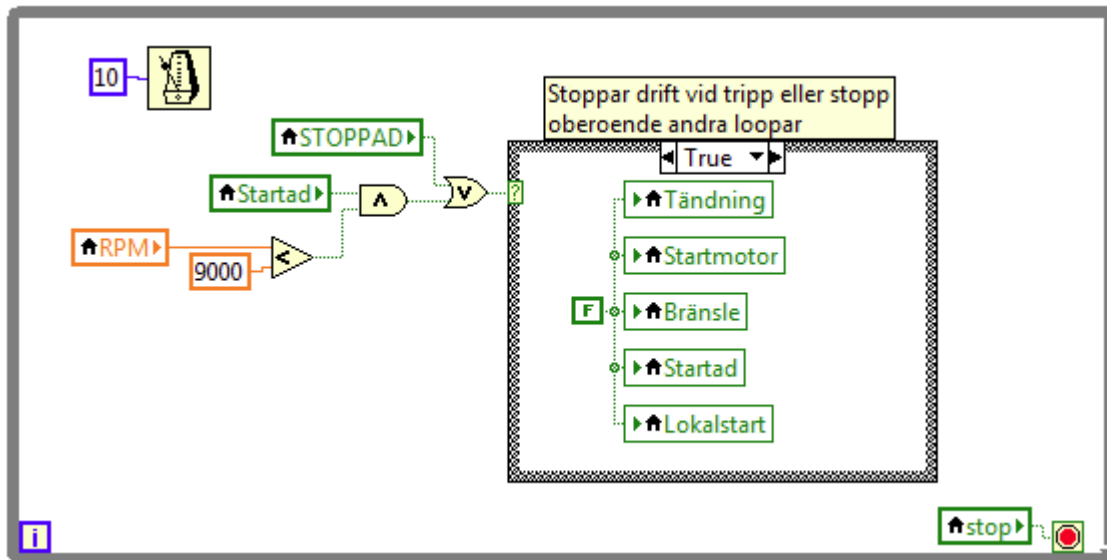 10
Stoppar drift vid tripp eller stopp
oberoende andra loopar
STOPPAD
True
Startad
Tändning
RPM
Startmotor
9000
F
Bränsle
Startad
Lokalstart
stop
i